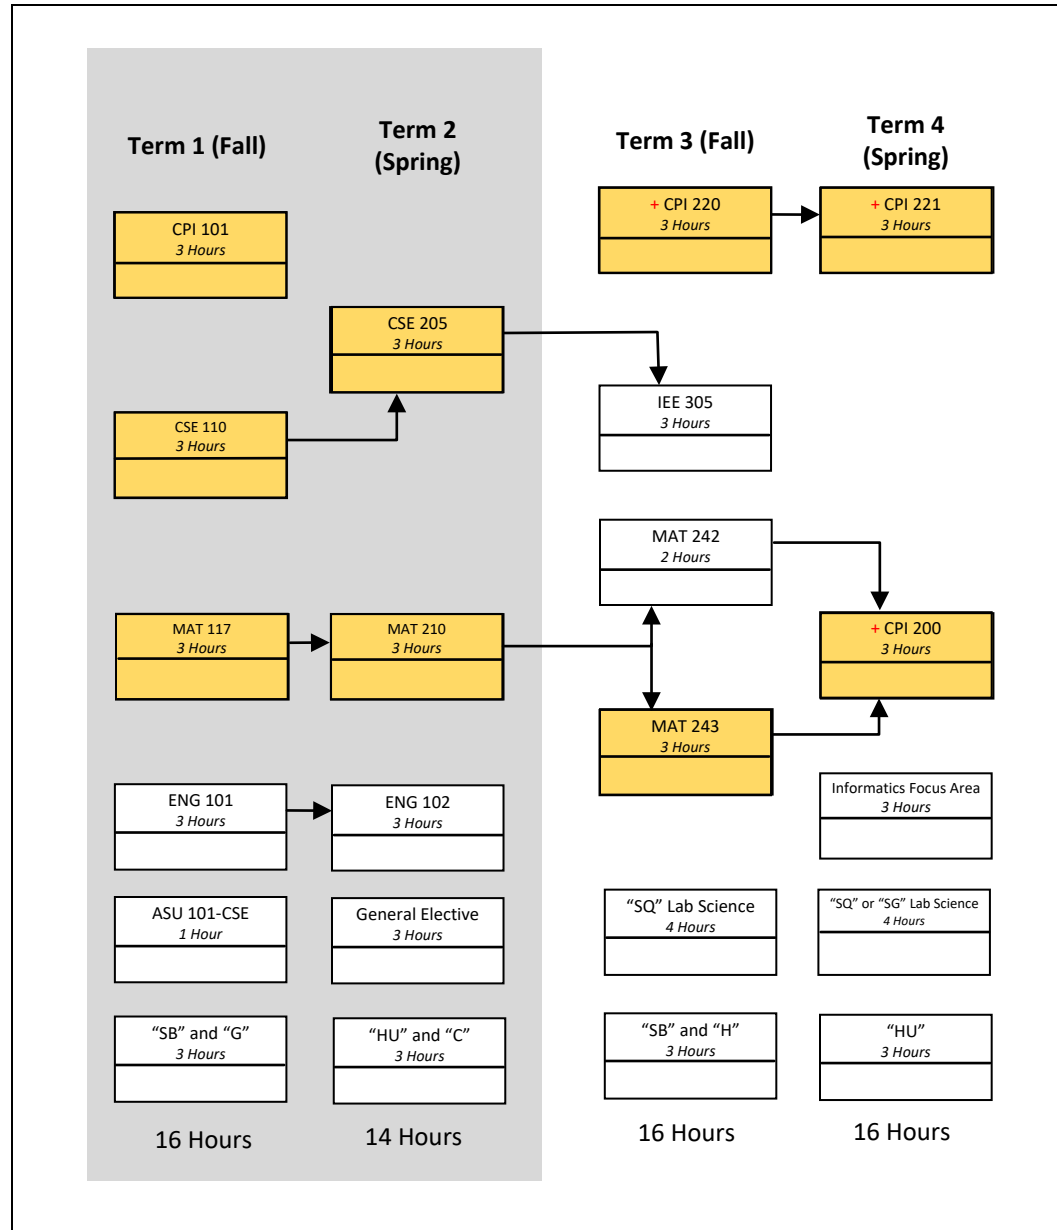 Term 1 (Fall)
CPI 101
3 Hours
CSE 110
3 Hours
MAT 117
3 Hours
ENG 101
3 Hours
ASU 101-CSE
1 Hour
“SB” and “G”
3 Hours
16 Hours
Term 2
(Spring)
CSE 205
3 Hours
MAT 210
3 Hours
ENG 102
3 Hours
General Elective
3 Hours
“HU” and “C”
3 Hours
14 Hours
Term 3 (Fall)
+ CPI 220
3 Hours
IEE 305
3 Hours
MAT 242
2 Hours
MAT 243
3 Hours
“SQ” Lab Science
4 Hours
“SB” and “H”
3 Hours
16 Hours
Term 4
(Spring)
+ CPI 221
3 Hours
+ CPI 200
3 Hours
Informatics Focus Area
3 Hours
“SQ” or “SG” Lab Science
4 Hours
“HU”
3 Hours
16 Hours